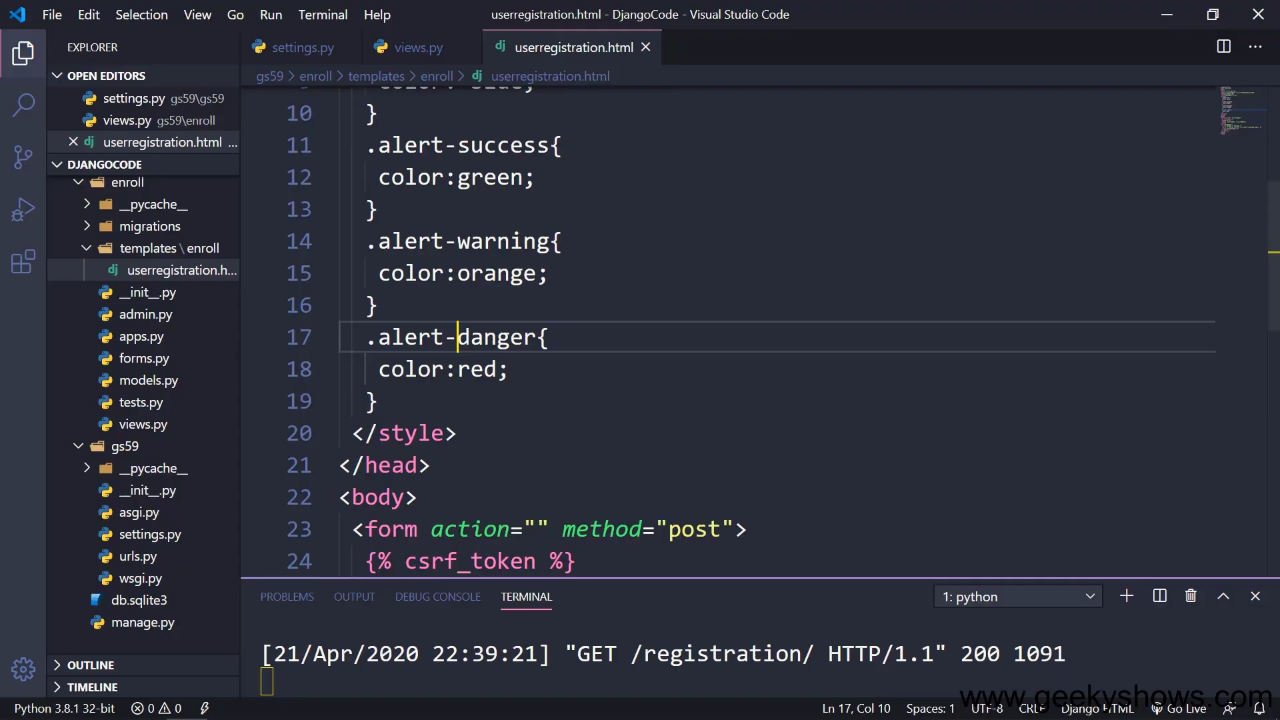 File Edit Selection View Go Run Terminal Help userregistration.html - DjangoCode - Visual Studio Code
EXPLORER
settings.py views.py userregistration.html
OPEN EDITORS
settings.py gs59\gs59
views.py gs59\enroll
userregistration.html ...
DJANGOCODE
enroll
__pycache__
migrations
templates \ enroll
userregistration.h...
__init__.py
admin.py
apps.py
forms.py
models.py
tests.py
views.py
gs59
__pycache__
__init__.py
asgi.py
settings.py
urls.py
wsgi.py
db.sqlite3
manage.py
OUTLINE
TIMELINE
gs59 > enroll > templates > enroll > userregistration.html
10 }
11 .alert-success{
12 color:green;
13 }
14 .alert-warning{
15 color:orange;
16 }
17 .alert-danger{
18 color:red;
19 }
20 </style>
21 </head>
22 <body>
23 <form action="" method="post">
24 {% csrf_token %}
PROBLEMS OUTPUT DEBUG CONSOLE TERMINAL 1: python
[21/Apr/2020 22:39:21] "GET /registration/ HTTP/1.1" 200 1091
www.geekyshows.com
Python 3.8.1 32-bit 0 0 Ln 17, Col 10 Spaces: 1 UTF-8 CRLF Django HTML Go Live